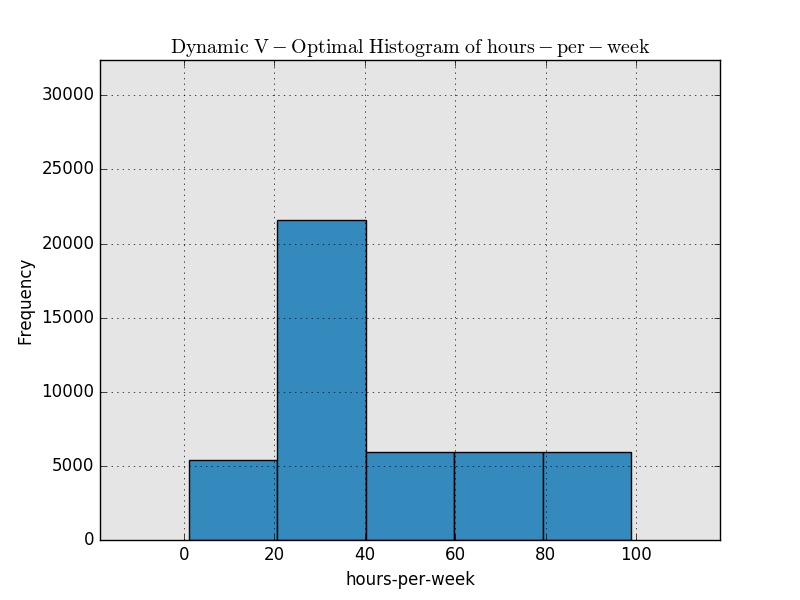 Dynamic V − Optimal Histogram of hours − per − week
30000
25000
20000
15000
10000
5000
0
Frequency
0 20 40 60 80 100
hours-per-week